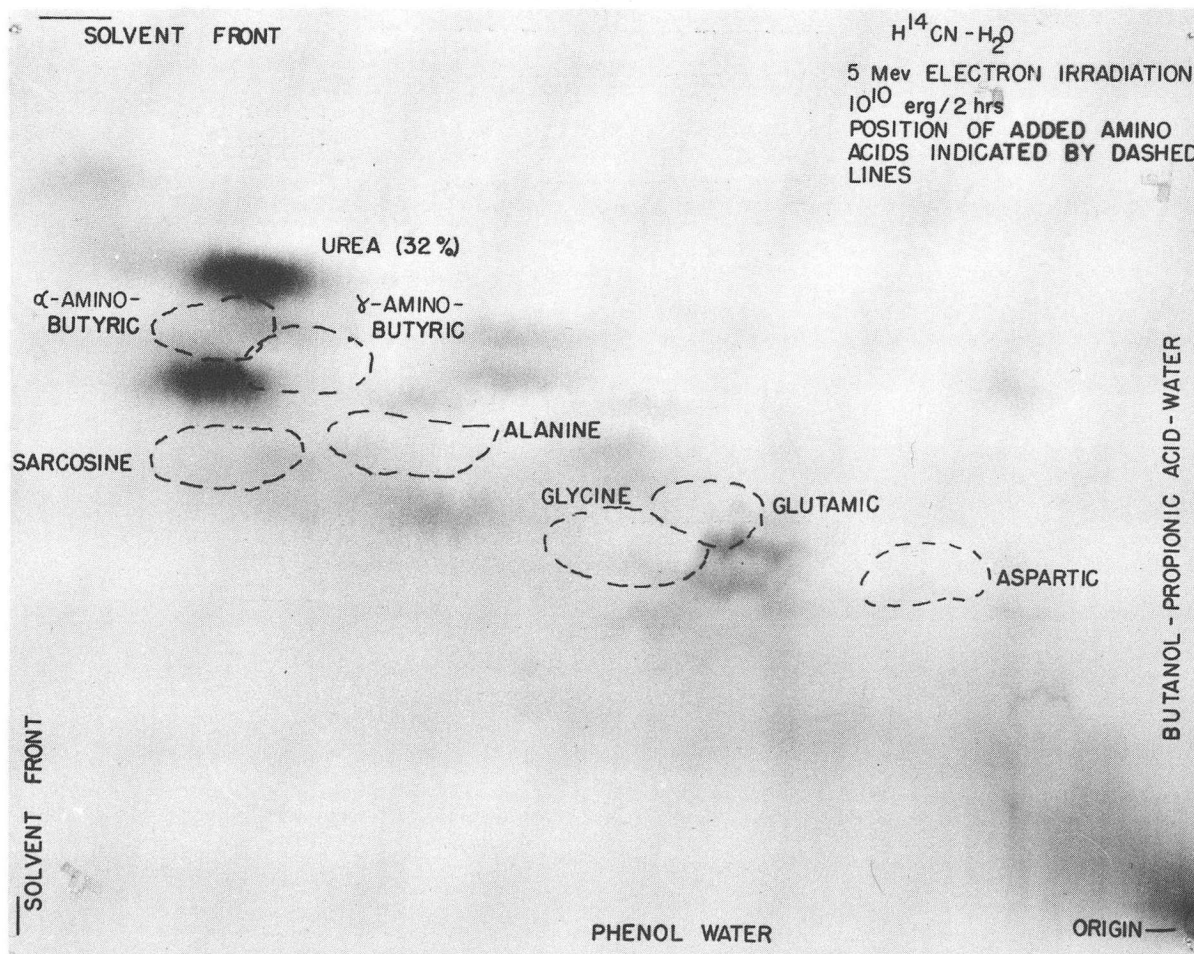 SOLVENT FRONT
H¹⁴CN-H₂O
5 Mev ELECTRON IRRADIATION
10¹⁰ erg/2 hrs
POSITION OF ADDED AMINO
ACIDS INDICATED BY DASHED
LINES
UREA (32%)
α-AMINO-
BUTYRIC
γ-AMINO-
BUTYRIC
ALANINE
SARCOSINE
GLYCINE
GLUTAMIC
ASPARTIC
BUTANOL-PROPIONIC ACID-WATER
SOLVENT FRONT
PHENOL WATER
ORIGIN